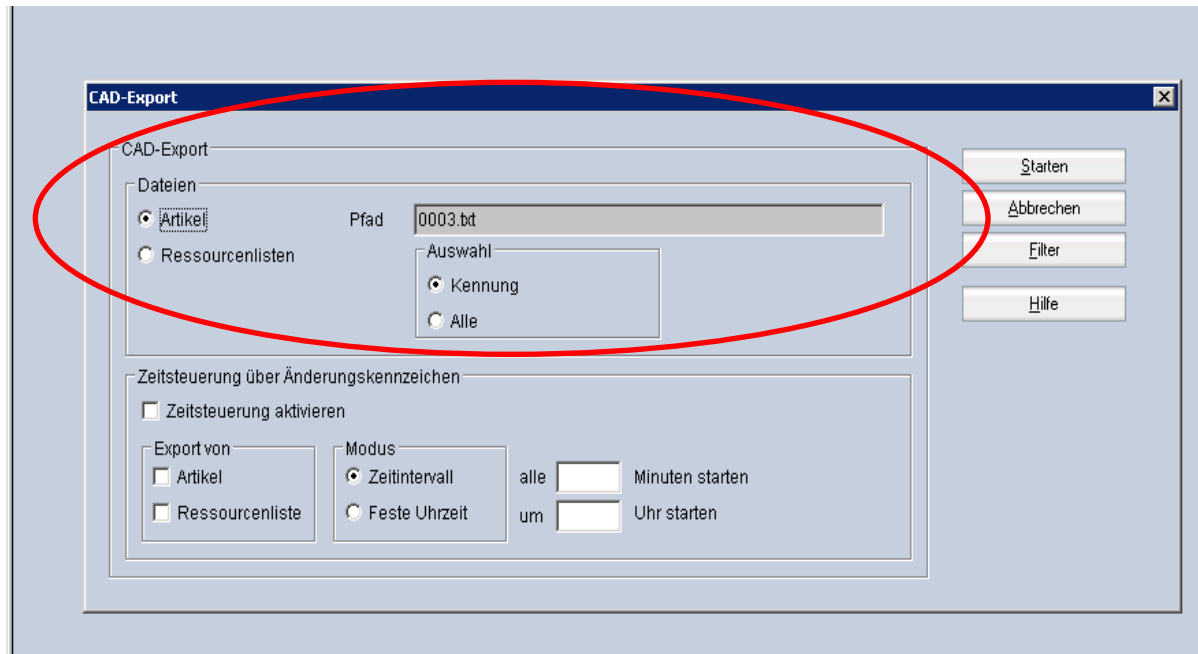 CAD-Export
CAD-Export
Dateien
Artikel
Pfad
0003.txt
Ressourcenlisten
Auswahl
Kennung
Alle
Starten
Abbrechen
Filter
Hilfe
Zeitsteuerung über Änderungskennzeichen
Zeitsteuerung aktivieren
Export von
Artikel
Ressourcenliste
Modus
Zeitintervall
Feste Uhrzeit
alle Minuten starten
um Uhr starten